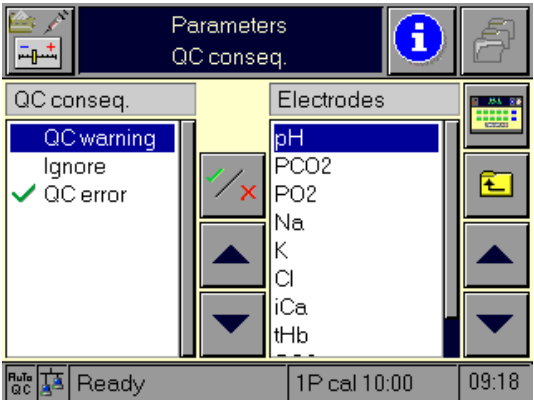 Parameters
QC conseq.
QC conseq.
Electrodes
QC warning
Ignore
QC error
pH
PCO2
PO2
Na
K
Cl
iCa
tHb
Auto
QC
Ready
1P cal 10:00
09:18